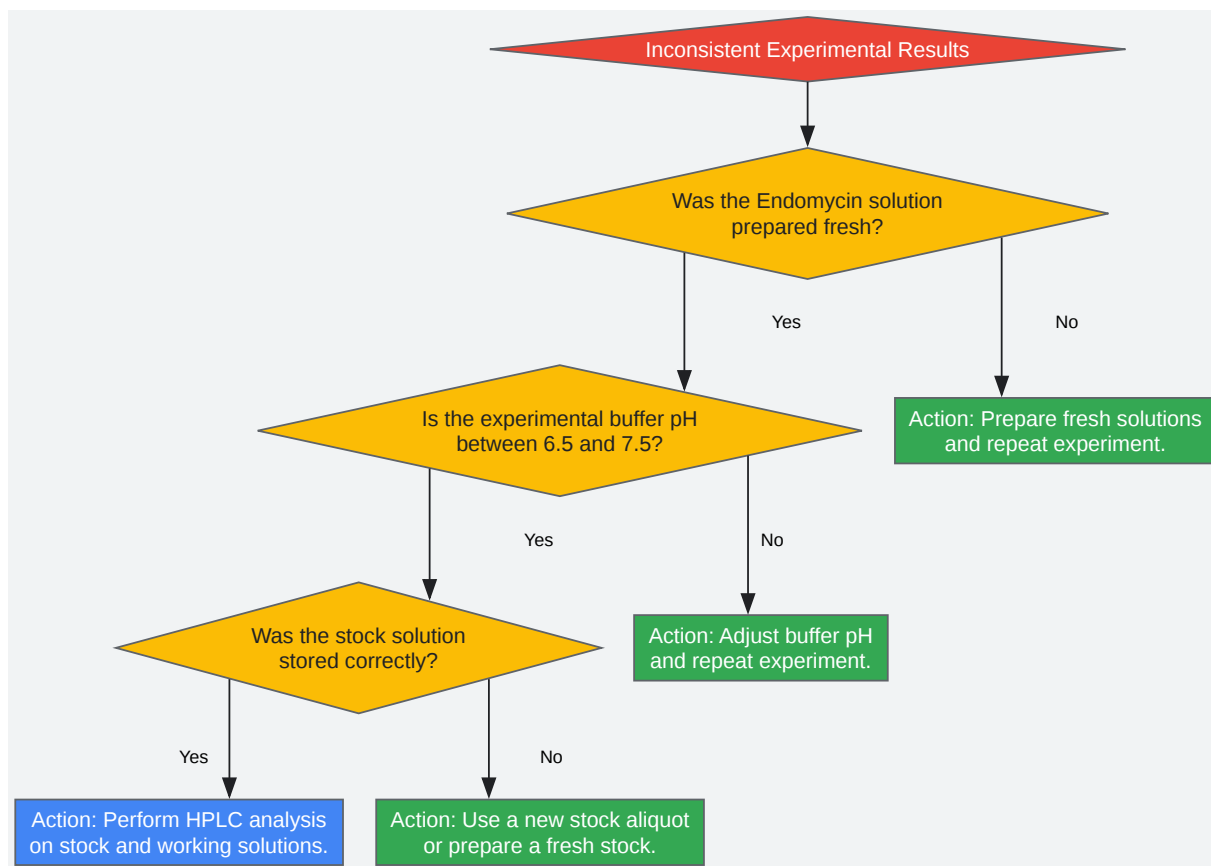 Inconsistent Experimental Results
Was the Endomycin solution
prepared fresh?
Yes
No
Is the experimental buffer pH
between 6.5 and 7.5?
Action: Prepare fresh solutions
and repeat experiment.
Yes
No
Was the stock solution
stored correctly?
Action: Adjust buffer pH
and repeat experiment.
Yes
No
Action: Perform HPLC analysis
on stock and working solutions.
Action: Use a new stock aliquot
or prepare a fresh stock.